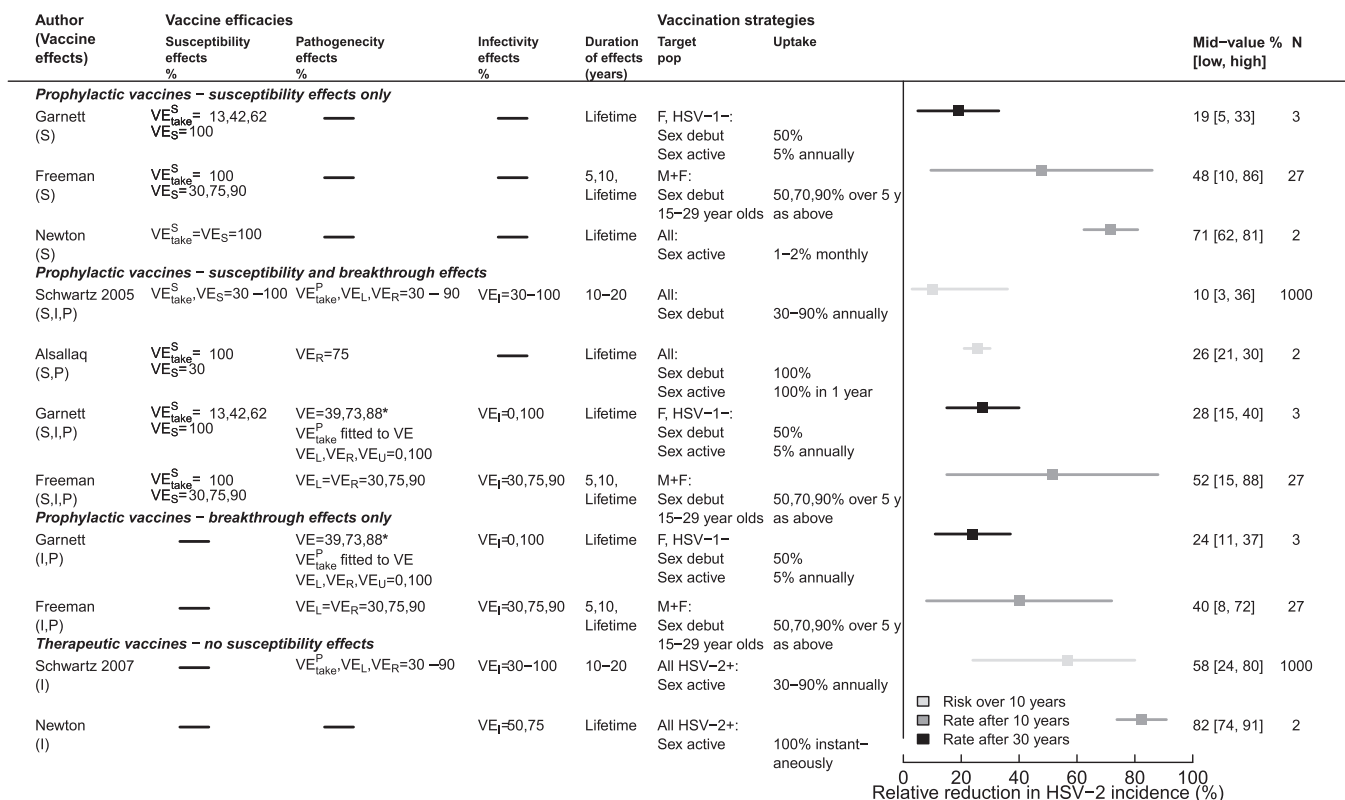 Author Vaccine efficacies Vaccination strategies
(Vaccine Susceptibility Pathogenecity Infectivity Duration Target Uptake Mid−value % N
effects) effects effects effects of effects pop [low, high]
% % % (years)
Prophylactic vaccines − susceptibility effects only
Garnett VE^S_take= 13,42,62 — — Lifetime F, HSV−1−: 19 [5, 33] 3
(S) VE_S=100 Sex debut 50%
Sex active 5% annually
Freeman VE^S_take= 100 — — 5,10, M+F: 48 [10, 86] 27
(S) VE_S=30,75,90 Lifetime Sex debut 50,70,90% over 5 y
15−29 year olds as above
Newton VE^S_take=VE_S=100 — — Lifetime All: 71 [62, 81] 2
(S) Sex active 1−2% monthly
Prophylactic vaccines − susceptibility and breakthrough effects
Schwartz 2005 VE^S_take,VE_S=30 −100 VE^P_take,VE_L,VE_R=30 − 90 VE_I=30−100 10−20 All: 10 [3, 36] 1000
(S,I,P) Sex debut 30−90% annually
Alsallaq VE^S_take= 100 VE_R=75 — Lifetime All: 26 [21, 30] 2
(S,P) VE_S=30 Sex debut 100%
Sex active 100% in 1 year
Garnett VE^S_take= 13,42,62 VE=39,73,88* VE_I=0,100 Lifetime F, HSV−1−: 28 [15, 40] 3
(S,I,P) VE_S=100 VE^P_take fitted to VE Sex debut 50%
VE_L,VE_R,VE_U=0,100 Sex active 5% annually
Freeman VE^S_take= 100 VE_L=VE_R=30,75,90 VE_I=30,75,90 5,10, M+F: 52 [15, 88] 27
(S,I,P) VE_S=30,75,90 Lifetime Sex debut 50,70,90% over 5 y
Prophylactic vaccines − breakthrough effects only 15−29 year olds as above
Garnett — VE=39,73,88* VE_I=0,100 Lifetime F, HSV−1− 24 [11, 37] 3
(I,P) VE^P_take fitted to VE Sex debut 50%
VE_L,VE_R,VE_U=0,100 Sex active 5% annually
Freeman — VE_L=VE_R=30,75,90 VE_I=30,75,90 5,10, M+F: 40 [8, 72] 27
(I,P) Lifetime Sex debut 50,70,90% over 5 y
Therapeutic vaccines − no susceptibility effects 15−29 year olds as above
Schwartz 2007 — VE^P_take,VE_L,VE_R=30 −90 VE_I=30−100 10−20 All HSV−2+: 58 [24, 80] 1000
(I) Sex active 30−90% annually
Newton — — VE_I=50,75 Lifetime All HSV−2+: 82 [74, 91] 2
(I) Sex active 100% instant−
aneously
Risk over 10 years
Rate after 10 years
Rate after 30 years
0 20 40 60 80 100
Relative reduction in HSV−2 incidence (%)